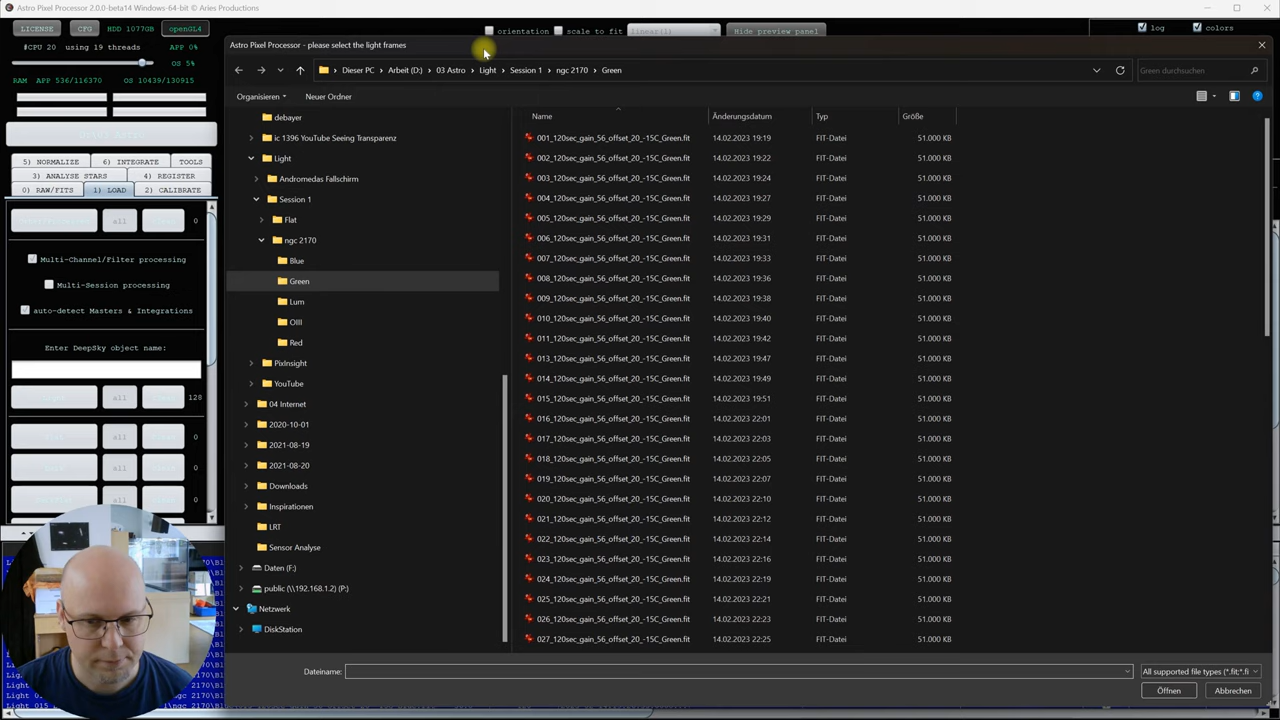 Astro Pixel Processor 2.0.0-beta14 Windows-64-bit © Aries Productions
LICENSE CFG HDD 1077GB openGL4
#CPU 20 using 19 threads APP 0%
RAM APP 316/10240 OS 10439/130915
orientation scale to fit Hide preview panel log colors
5) NORMALIZE 6) INTEGRATE TOOLS
3) ANALYSE STARS 4) REGISTER
0) RAW/FITS 1) LOAD 2) CALIBRATE
all 0
Multi-Channel/Filter processing
Multi-Session processing
auto-detect Masters & Integrations
Enter DeepSky object name:
all 128
all 0
all 0
all 0
Astro Pixel Processor - please select the light frames
Dieser PC > Arbeit (D:) > 03 Astro > Light > Session 1 > ngc 2170 > Green
Green durchsuchen
Organisieren Neuer Ordner
debayer
ic 1396 YouTube Seeing Transparenz
Light
Andromedas Fallschirm
Session 1
Flat
ngc 2170
Blue
Green
Lum
OIII
Red
PixInsight
YouTube
04 Internet
2020-10-01
2021-08-19
2021-08-20
Downloads
Inspirationen
LRT
Sensor Analyse
Daten (F:)
public (\\192.168.1.2) (P:)
Netzwerk
DiskStation
Name Änderungsdatum Typ Größe
001_120sec_gain_56_offset_20_-15C_Green.fit 14.02.2023 19:19 FIT-Datei 51.000 KB
002_120sec_gain_56_offset_20_-15C_Green.fit 14.02.2023 19:22 FIT-Datei 51.000 KB
003_120sec_gain_56_offset_20_-15C_Green.fit 14.02.2023 19:24 FIT-Datei 51.000 KB
004_120sec_gain_56_offset_20_-15C_Green.fit 14.02.2023 19:27 FIT-Datei 51.000 KB
005_120sec_gain_56_offset_20_-15C_Green.fit 14.02.2023 19:29 FIT-Datei 51.000 KB
006_120sec_gain_56_offset_20_-15C_Green.fit 14.02.2023 19:31 FIT-Datei 51.000 KB
007_120sec_gain_56_offset_20_-15C_Green.fit 14.02.2023 19:33 FIT-Datei 51.000 KB
008_120sec_gain_56_offset_20_-15C_Green.fit 14.02.2023 19:36 FIT-Datei 51.000 KB
009_120sec_gain_56_offset_20_-15C_Green.fit 14.02.2023 19:38 FIT-Datei 51.000 KB
010_120sec_gain_56_offset_20_-15C_Green.fit 14.02.2023 19:40 FIT-Datei 51.000 KB
011_120sec_gain_56_offset_20_-15C_Green.fit 14.02.2023 19:42 FIT-Datei 51.000 KB
013_120sec_gain_56_offset_20_-15C_Green.fit 14.02.2023 19:47 FIT-Datei 51.000 KB
014_120sec_gain_56_offset_20_-15C_Green.fit 14.02.2023 19:49 FIT-Datei 51.000 KB
015_120sec_gain_56_offset_20_-15C_Green.fit 14.02.2023 19:51 FIT-Datei 51.000 KB
016_120sec_gain_56_offset_20_-15C_Green.fit 14.02.2023 22:01 FIT-Datei 51.000 KB
017_120sec_gain_56_offset_20_-15C_Green.fit 14.02.2023 22:03 FIT-Datei 51.000 KB
018_120sec_gain_56_offset_20_-15C_Green.fit 14.02.2023 22:05 FIT-Datei 51.000 KB
019_120sec_gain_56_offset_20_-15C_Green.fit 14.02.2023 22:07 FIT-Datei 51.000 KB
020_120sec_gain_56_offset_20_-15C_Green.fit 14.02.2023 22:10 FIT-Datei 51.000 KB
021_120sec_gain_56_offset_20_-15C_Green.fit 14.02.2023 22:12 FIT-Datei 51.000 KB
022_120sec_gain_56_offset_20_-15C_Green.fit 14.02.2023 22:14 FIT-Datei 51.000 KB
023_120sec_gain_56_offset_20_-15C_Green.fit 14.02.2023 22:16 FIT-Datei 51.000 KB
024_120sec_gain_56_offset_20_-15C_Green.fit 14.02.2023 22:19 FIT-Datei 51.000 KB
025_120sec_gain_56_offset_20_-15C_Green.fit 14.02.2023 22:21 FIT-Datei 51.000 KB
026_120sec_gain_56_offset_20_-15C_Green.fit 14.02.2023 22:23 FIT-Datei 51.000 KB
027_120sec_gain_56_offset_20_-15C_Green.fit 14.02.2023 22:25 FIT-Datei 51.000 KB
Dateiname: All supported file types (*.fit;*.fi
Öffnen Abbrechen